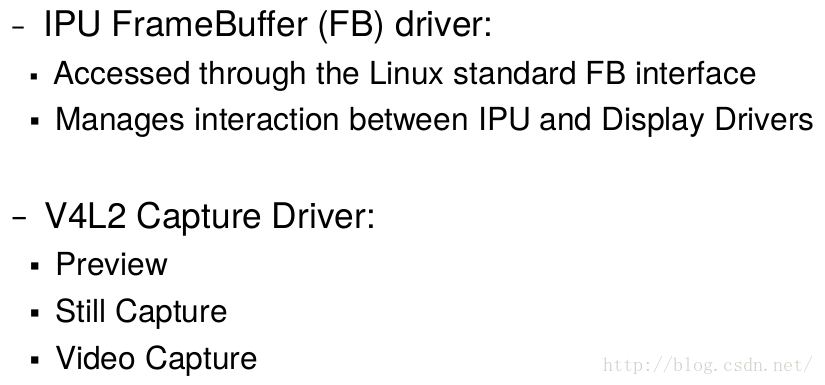 – IPU FrameBuffer (FB) driver:
▪ Accessed through the Linux standard FB interface
▪ Manages interaction between IPU and Display Drivers
– V4L2 Capture Driver:
▪ Preview
▪ Still Capture
▪ Video Capture
http://blog.csdn.net/